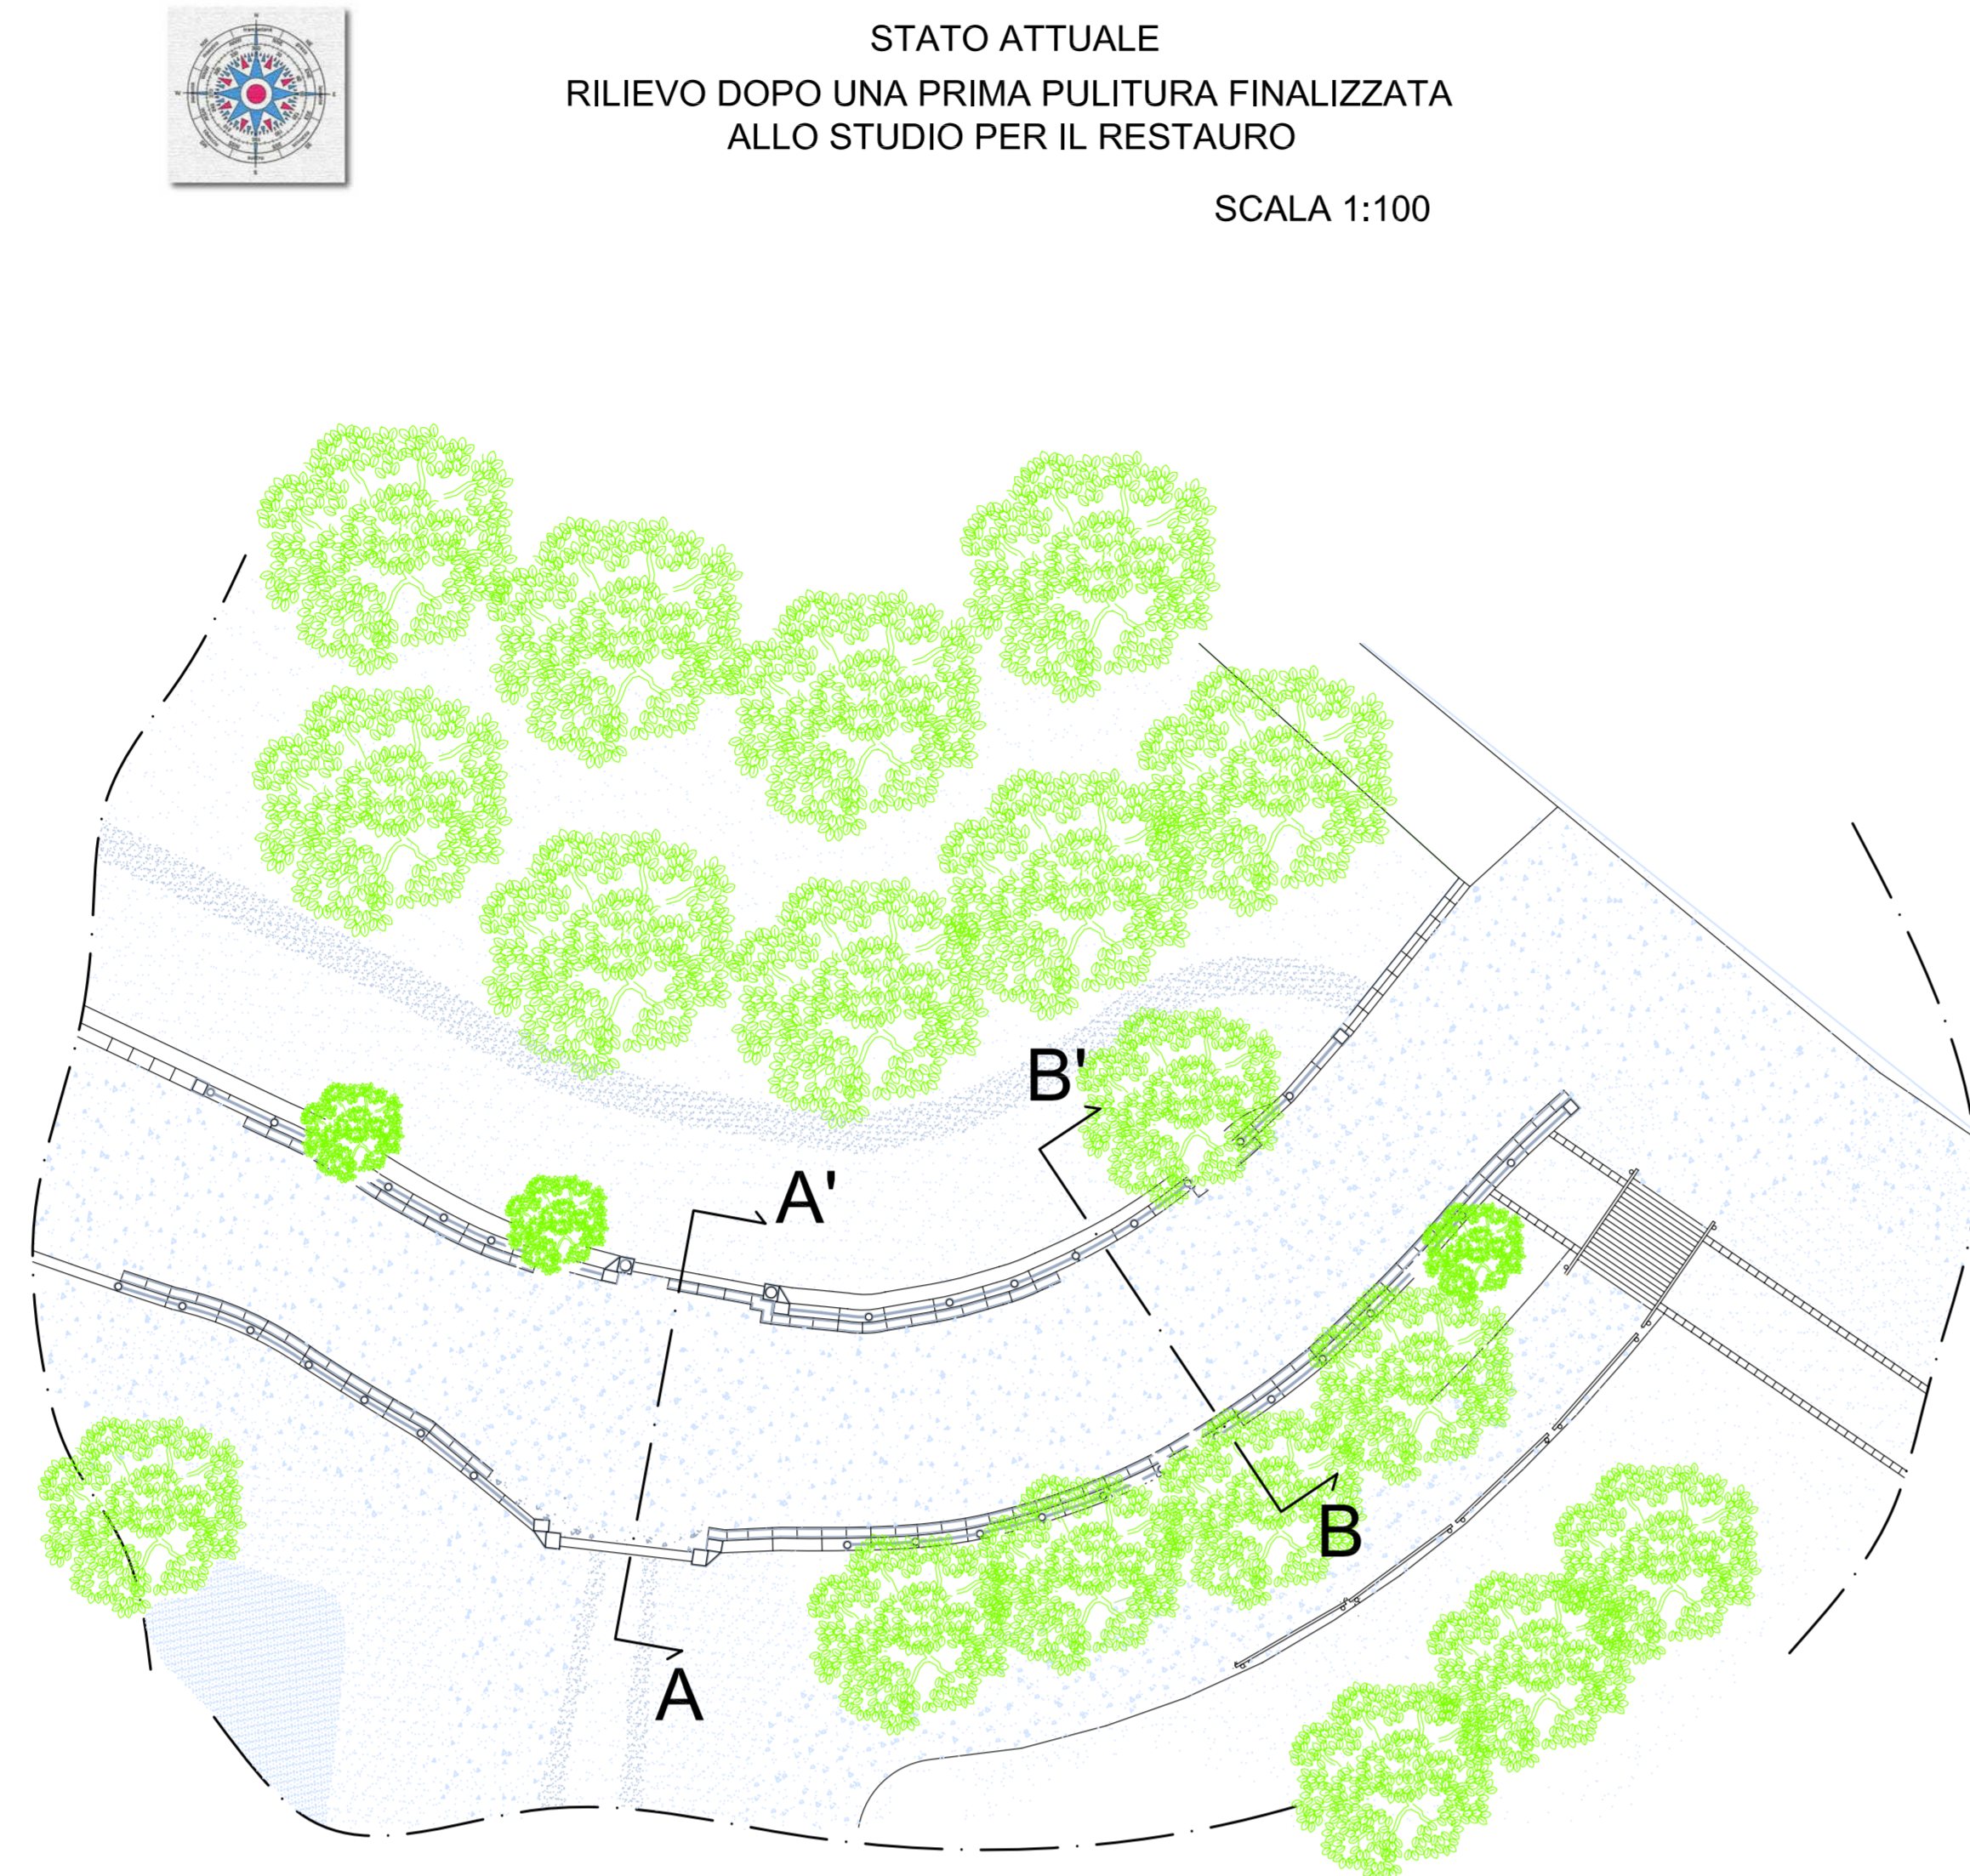 STATO ATTUALE
RILIEVO DOPO UNA PRIMA PULITURA FINALIZZATA
ALLO STUDIO PER IL RESTAURO
SCALA 1:100
N
W
E
S
B'
A'
B
A